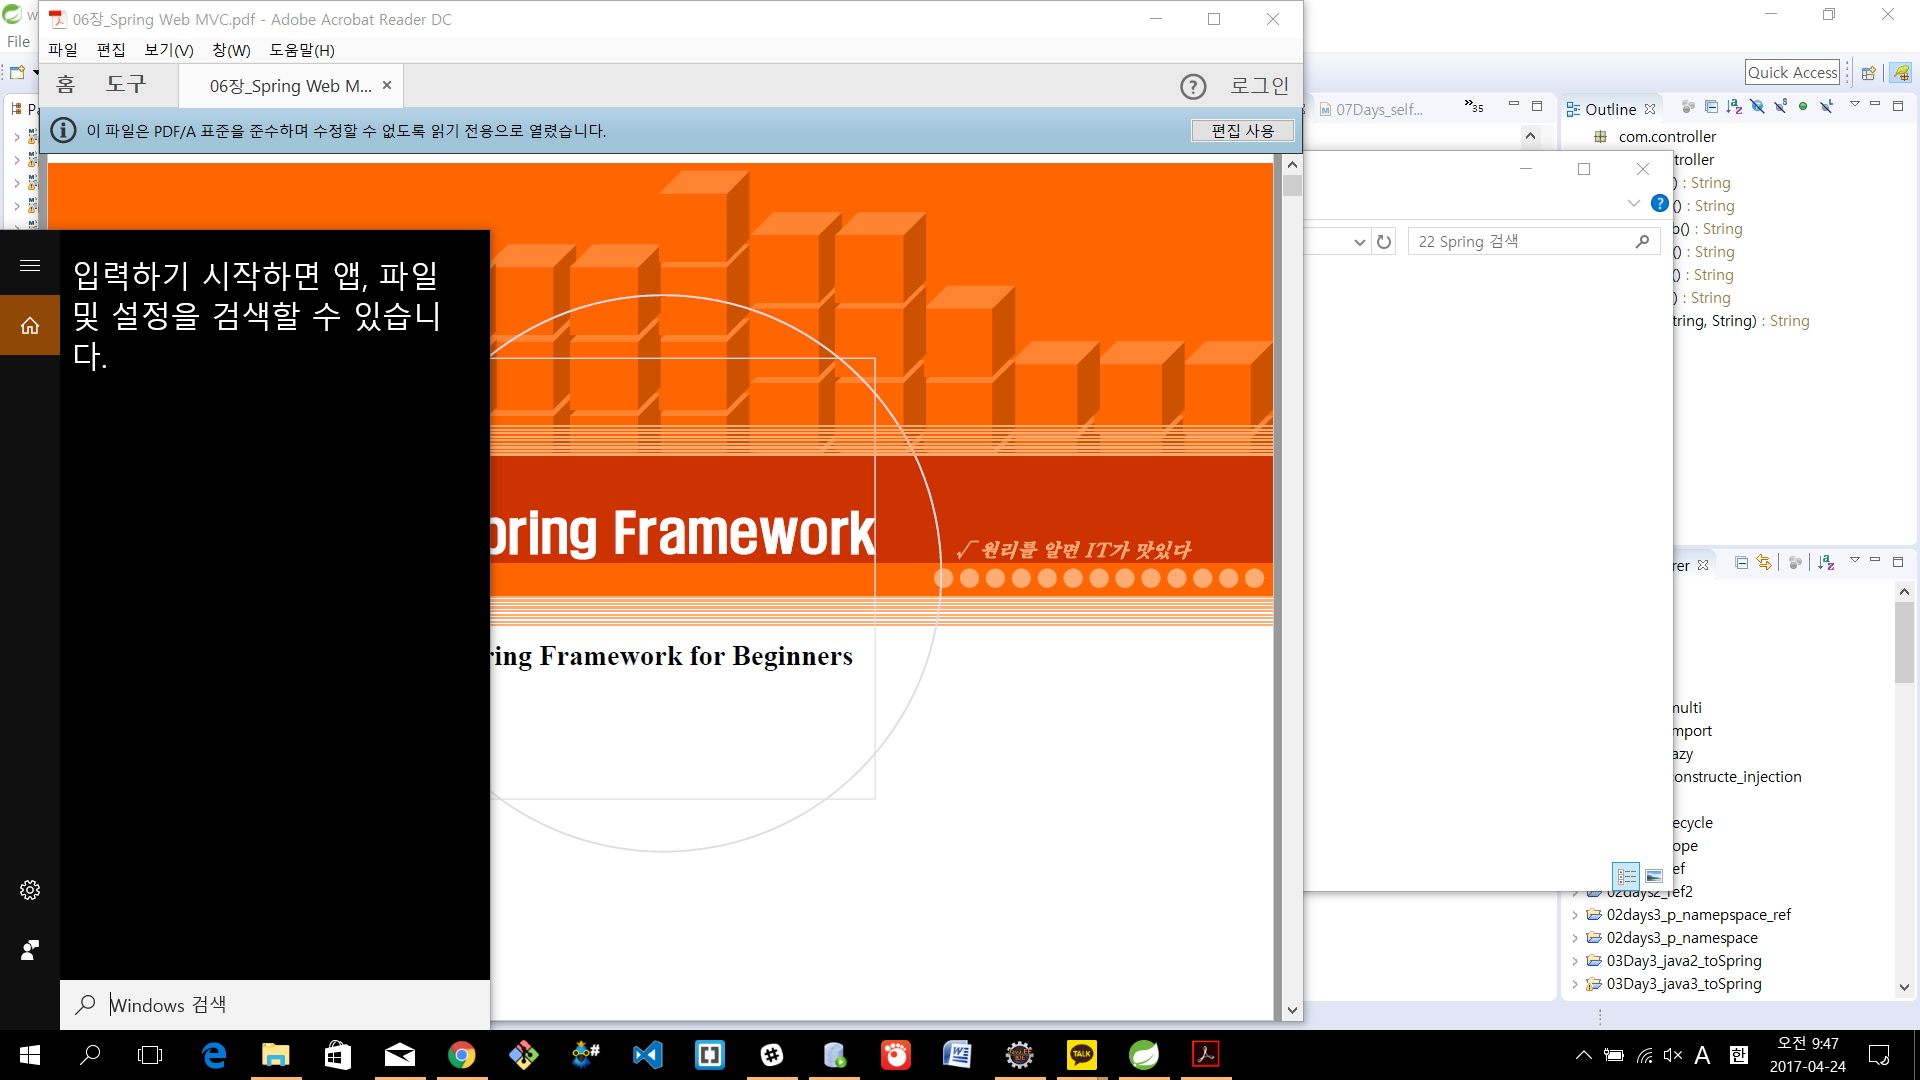 06장_Spring Web MVC.pdf - Adobe Acrobat Reader DC
파일 편집 보기(V) 창(W) 도움말(H)
홈 도구 06장_Spring Web M... 로그인
이 파일은 PDF/A 표준을 준수하며 수정할 수 없도록 읽기 전용으로 열렸습니다. 편집 사용
File
Quick Access
07Days_self...
35
Outline
com.controller
troller
) : String
() : String
o() : String
() : String
() : String
) : String
tring, String) : String
22 Spring 검색
입력하기 시작하면 앱, 파일
및 설정을 검색할 수 있습니
다.
pring Framework
√ 원리를 알면 IT가 맛있다
ring Framework for Beginners
rer
multi
mport
azy
onstructe_injection
ecycle
ope
ef
02days2_ref2
02days3_p_namepspace_ref
02days3_p_namespace
03Day3_java2_toSpring
03Day3_java3_toSpring
Windows 검색
TALK
A 한
오전 9:47
2017-04-24